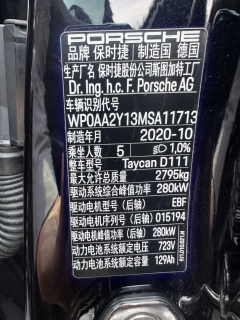 PORSCHE
品牌 保时捷 制造国 德国
制造厂名 保时捷股份公司斯图加特工厂
Dr. Ing. h.c. F. Porsche AG
车辆识别代号
WP0AA2Y13MSA11713
制造年月 2020-10
乘坐人数 5 1,0%
整车型号 Taycan D111
最大允许总质量 2795kg
驱动系统综合峰值功率 280kW
驱动电机型号(后轴) EBF
驱动电机编号(后轴) 015194
驱动电机峰值功率(后轴) 280kW
动力电池系统额定电压 723V
动力电池系统额定容量 129Ah